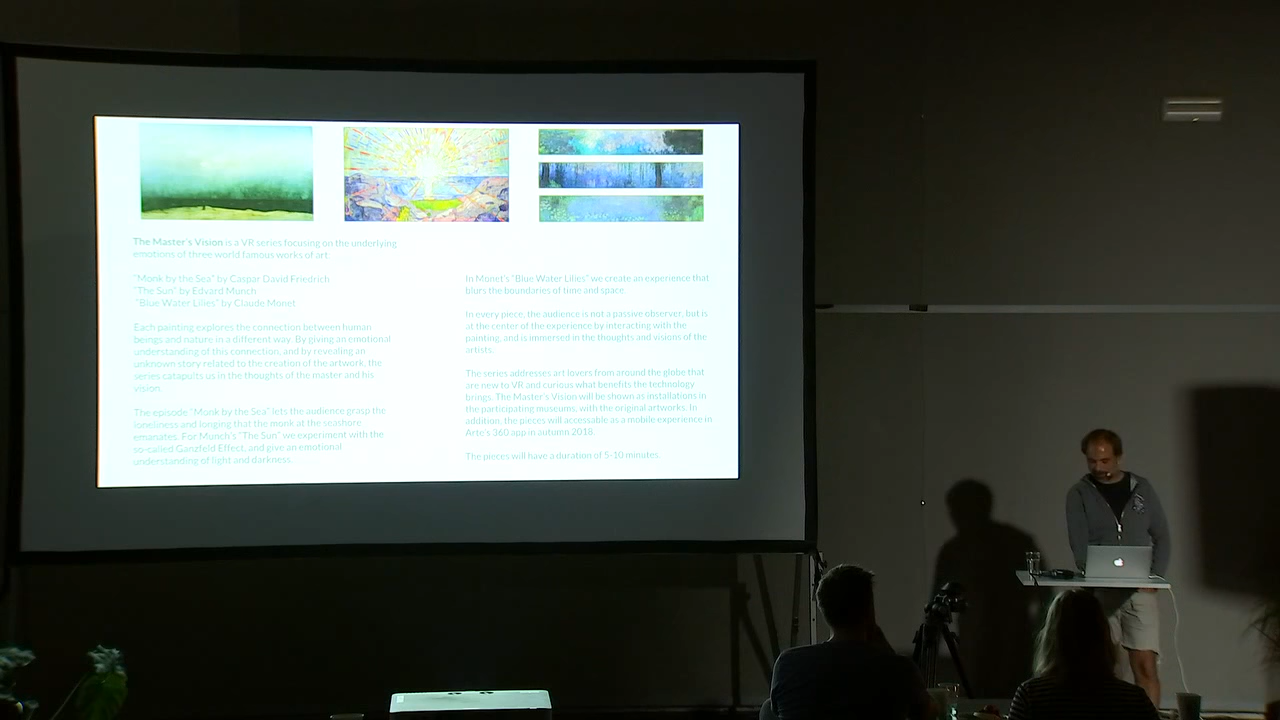 The Master's Vision is a VR series focusing on the underlying
emotions of three world famous works of art.
"Monk by the Sea" by Caspar David Friedrich
"The Sun" by Edvard Munch
"Blue Water Lilies" by Claude Monet
Each painting explores the connection between human
beings and nature in a different way. By giving an emotional
understanding of this connection, and by revealing an
unknown story related to the creation of the artwork, the
series catapults us in the thoughts of the master and his
vision.
The episode "Monk by the Sea" lets the audience grasp the
loneliness and longing that the monk at the seashore
emanates. For Munch's "The Sun" we experiment with the
so-called Ganzfeld Effect, and give an emotional
understanding of light and darkness.
In Monet's "Blue Water Lilies" we create an experience that
blurs the boundaries of time and space.
In every piece, the audience is not a passive observer, but is
at the center of the experience by interacting with the
painting, and is immersed in the thoughts and visions of the
artists.
The series addresses art lovers from around the globe that
are new to VR and curious what benefits the technology
brings. The Master's Vision will be shown as installations in
the participating museums, with the original artworks. In
addition, the pieces will accessable as a mobile experience in
Arte's 360 app in autumn 2018.
The pieces will have a duration of 5-10 minutes.